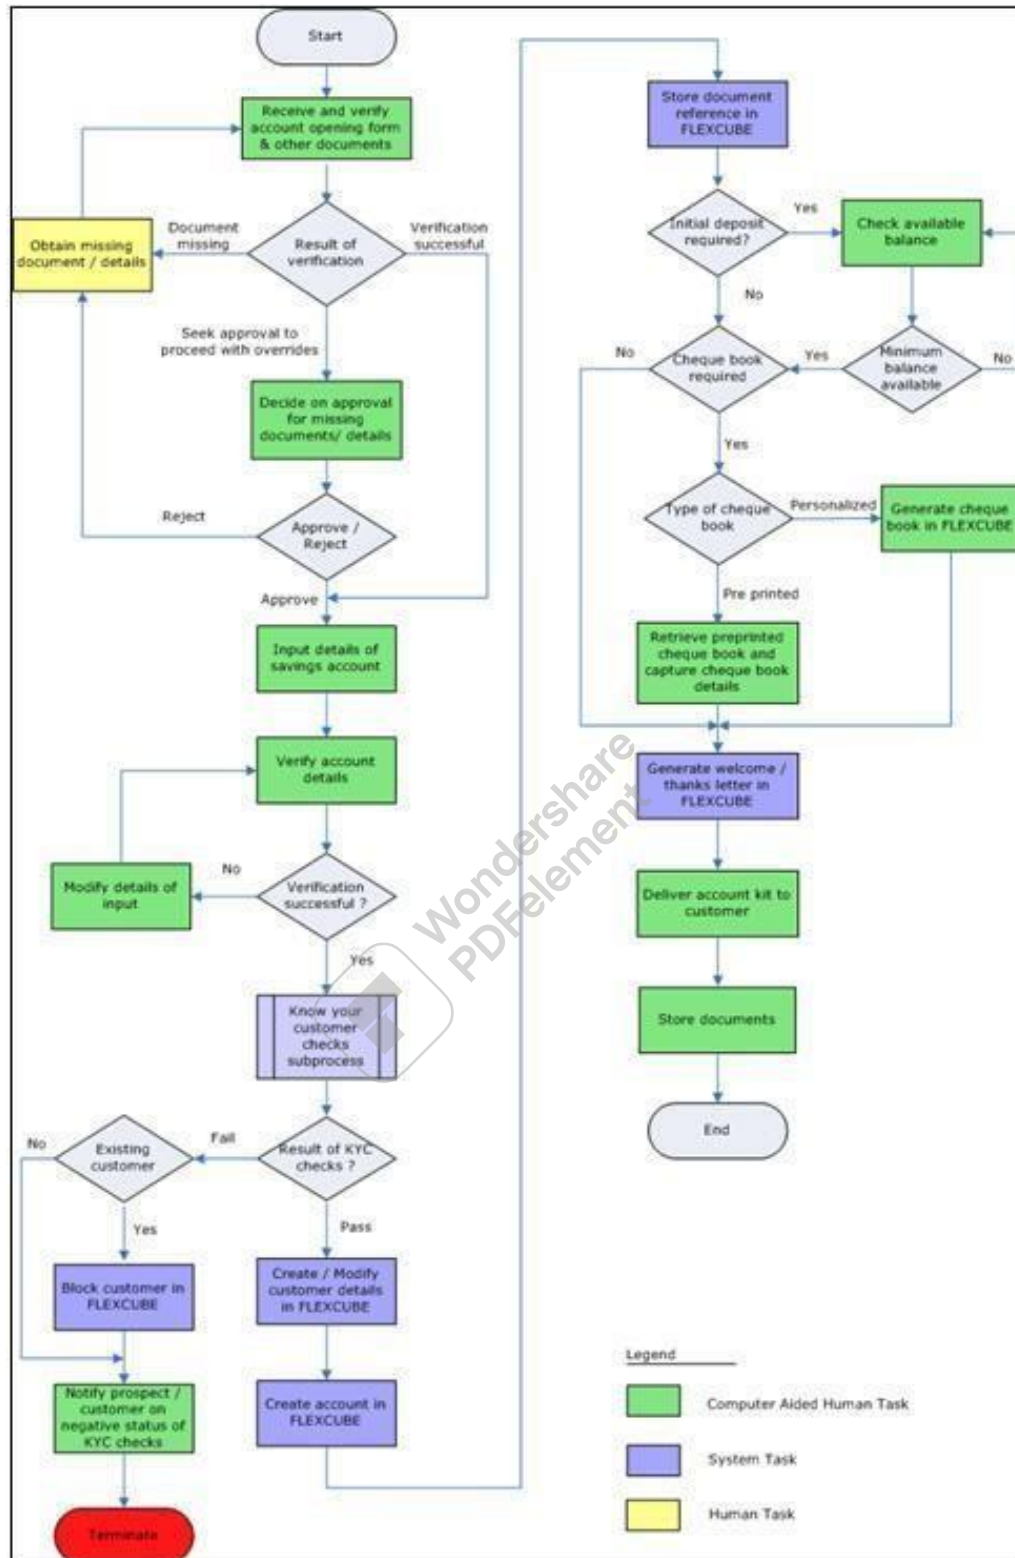 Start
Receive and verify
account opening form
& other documents
Document
missing
Verification
successful
Obtain missing
document / details
Result of
verification
Seek approval to
proceed with overrides
Decide on approval
for missing
documents/ details
Reject
Approve /
Reject
Approve
Input details of
savings account
Verify account
details
No
Modify details of
input
Verification
successful ?
Yes
Know your
customer
checks
subprocess
No
Existing
customer
Fail
Result of KYC
checks ?
Yes
Pass
Block customer in
FLEXCUBE
Create / Modify
customer details
in FLEXCUBE
Notify prospect /
customer on
negative status of
KYC checks
Create account in
FLEXCUBE
Terminate
Store document
reference in
FLEXCUBE
Initial deposit
required?
Yes
Check available
balance
No
No
Cheque book
required
Yes
Minimum
balance
available
No
Yes
Type of cheque
book
Personalized
Generate cheque
book in FLEXCUBE
Pre printed
Retrieve preprinted
cheque book and
capture cheque book
details
Generate welcome /
thanks letter in
FLEXCUBE
Deliver account kit to
customer
Store documents
End
Legend
Computer Aided Human Task
System Task
Human Task
Wondershare
PDFelement